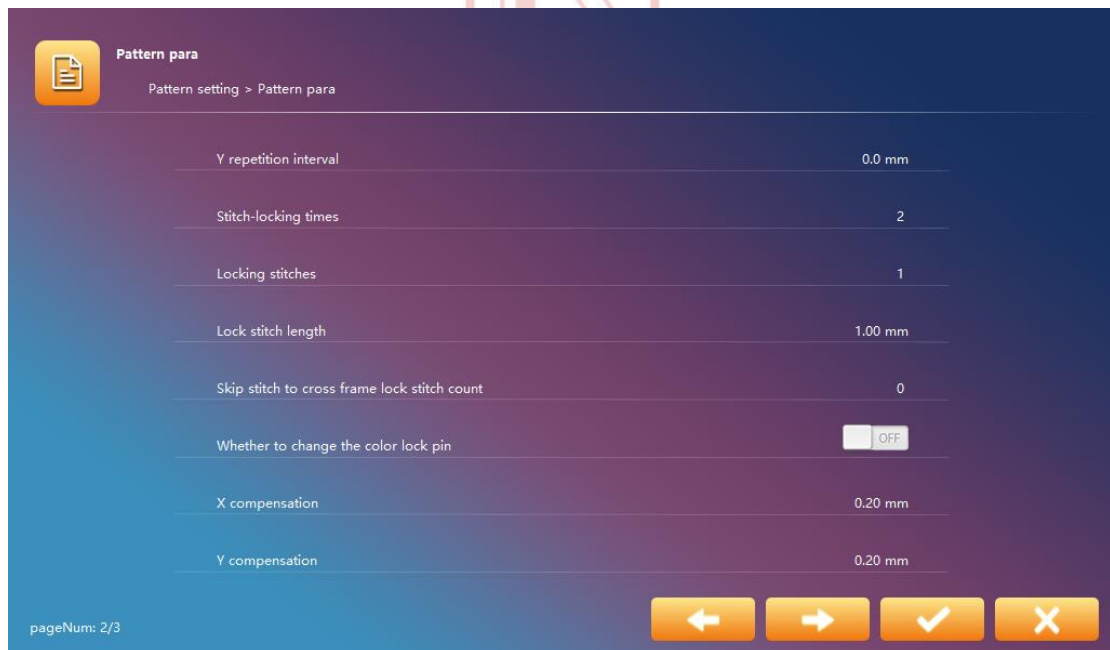 Pattern para
Pattern setting > Pattern para
Y repetition interval 0.0 mm
Stitch-locking times 2
Locking stitches 1
Lock stitch length 1.00 mm
Skip stitch to cross frame lock stitch count 0
Whether to change the color lock pin OFF
X compensation 0.20 mm
Y compensation 0.20 mm
pageNum: 2/3